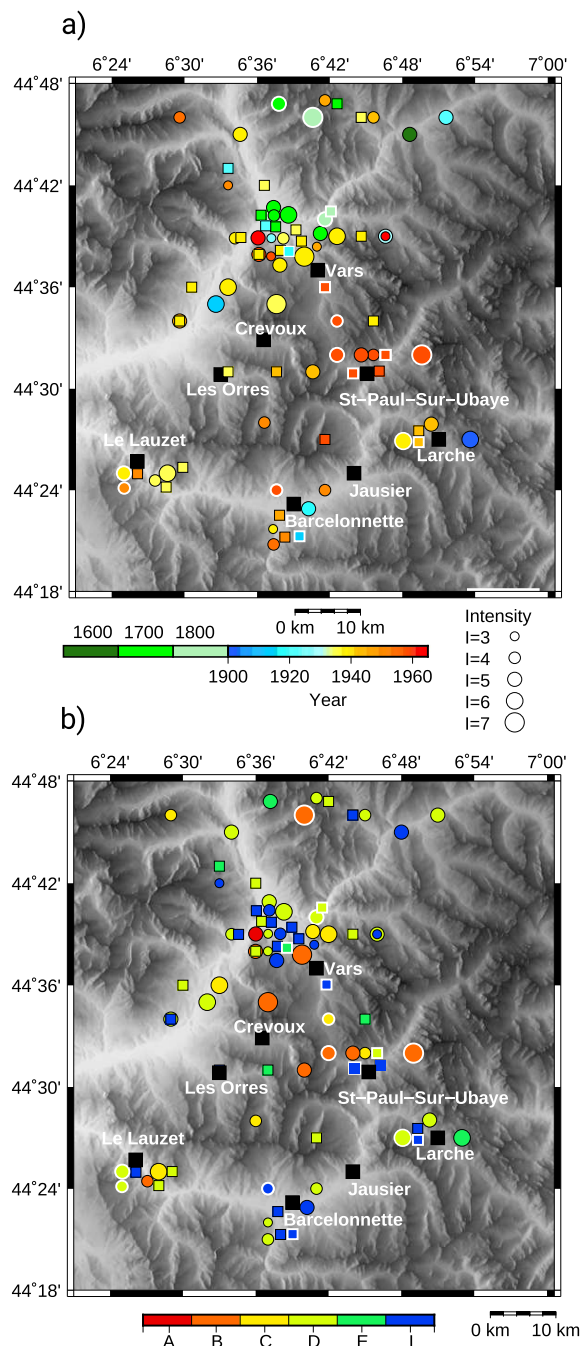 a)
6°24' 6°30' 6°36' 6°42' 6°48' 6°54' 7°00'
44°48'
44°42'
44°36'
44°30'
44°24'
44°18'
Vars
Crevoux
Les Orres
St–Paul–Sur–Ubaye
Larche
Le Lauzet
Jausier
Barcelonnette
0 km 10 km
1600 1700 1800
1900 1920 1940 1960
Year
Intensity
I=3
I=4
I=5
I=6
I=7
b)
6°24' 6°30' 6°36' 6°42' 6°48' 6°54' 7°00'
44°48'
44°42'
44°36'
44°30'
44°24'
44°18'
Vars
Crevoux
Les Orres
St–Paul–Sur–Ubaye
Larche
Le Lauzet
Jausier
Barcelonnette
A B C D E I
0 km 10 km